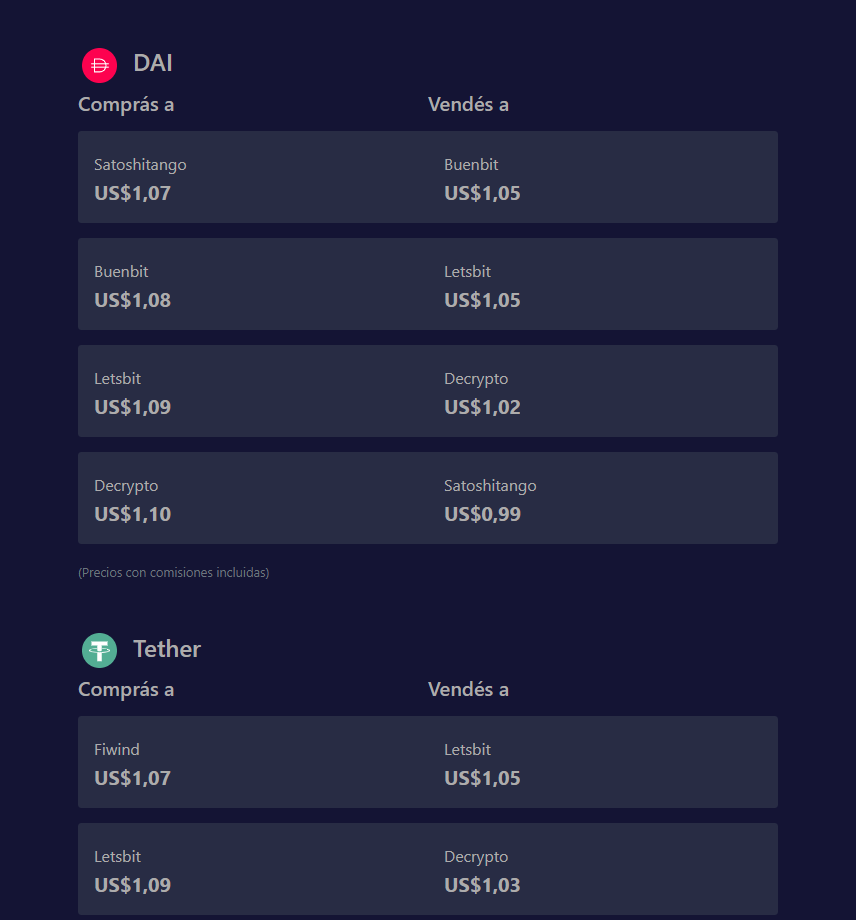 DAI
Comprás a Vendés a
Satoshitango Buenbit
US$1,07 US$1,05
Buenbit Letsbit
US$1,08 US$1,05
Letsbit Decrypto
US$1,09 US$1,02
Decrypto Satoshitango
US$1,10 US$0,99
(Precios con comisiones incluidas)
Tether
Comprás a Vendés a
Fiwind Letsbit
US$1,07 US$1,05
Letsbit Decrypto
US$1,09 US$1,03